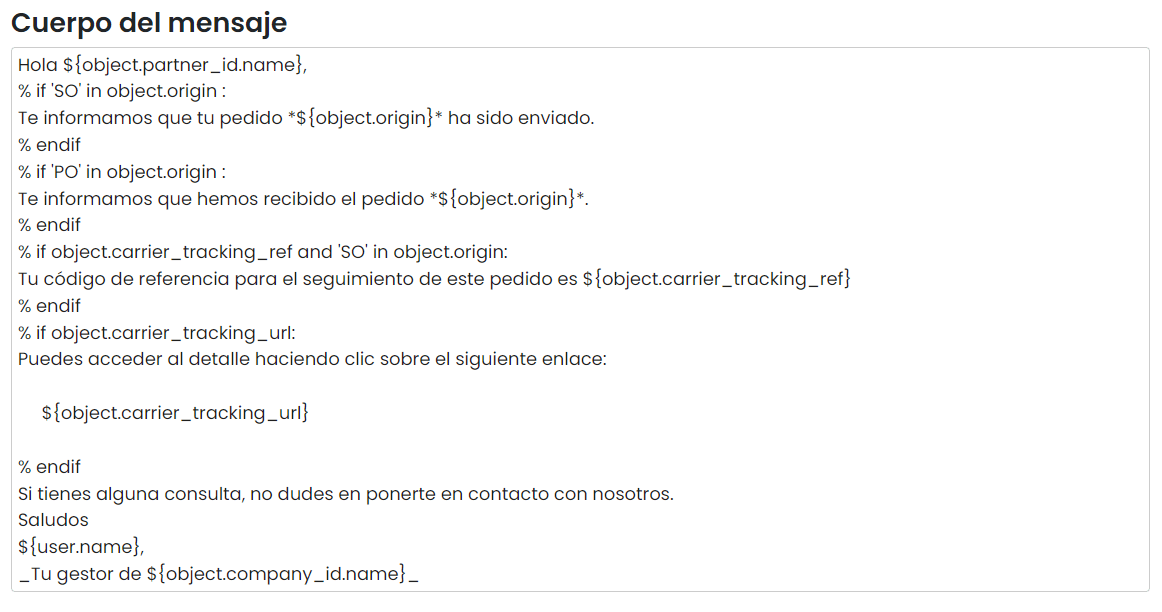 Cuerpo del mensaje
Hola ${object.partner_id.name},
% if 'SO' in object.origin :
Te informamos que tu pedido *${object.origin}* ha sido enviado.
% endif
% if 'PO' in object.origin :
Te informamos que hemos recibido el pedido *${object.origin}*.
% endif
% if object.carrier_tracking_ref and 'SO' in object.origin:
Tu código de referencia para el seguimiento de este pedido es ${object.carrier_tracking_ref}
% endif
% if object.carrier_tracking_url:
Puedes acceder al detalle haciendo clic sobre el siguiente enlace:
${object.carrier_tracking_url}
% endif
Si tienes alguna consulta, no dudes en ponerte en contacto con nosotros.
Saludos
${user.name},
_Tu gestor de ${object.company_id.name}_